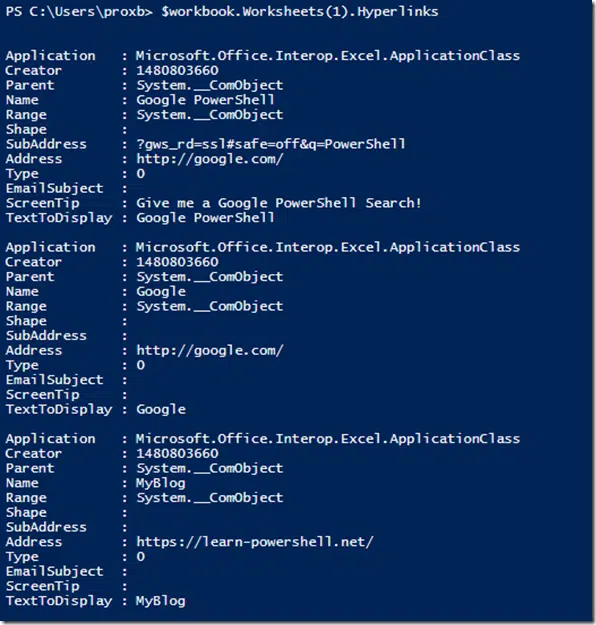 PS C:\Users\proxb> $workbook.Worksheets(1).Hyperlinks
Application   : Microsoft.Office.Interop.Excel.ApplicationClass
Creator       : 1480803660
Parent        : System.__ComObject
Name          : Google PowerShell
Range         : System.__ComObject
Shape         :
SubAddress    : ?gws_rd=ssl#safe=off&q=PowerShell
Address       : http://google.com/
Type          : 0
EmailSubject  :
ScreenTip     : Give me a Google PowerShell Search!
TextToDisplay : Google PowerShell
Application   : Microsoft.Office.Interop.Excel.ApplicationClass
Creator       : 1480803660
Parent        : System.__ComObject
Name          : Google
Range         : System.__ComObject
Shape         :
SubAddress    :
Address       : http://google.com/
Type          : 0
EmailSubject  :
ScreenTip     :
TextToDisplay : Google
Application   : Microsoft.Office.Interop.Excel.ApplicationClass
Creator       : 1480803660
Parent        : System.__ComObject
Name          : MyBlog
Range         : System.__ComObject
Shape         :
SubAddress    :
Address       : https://learn-powershell.net/
Type          : 0
EmailSubject  :
ScreenTip     :
TextToDisplay : MyBlog